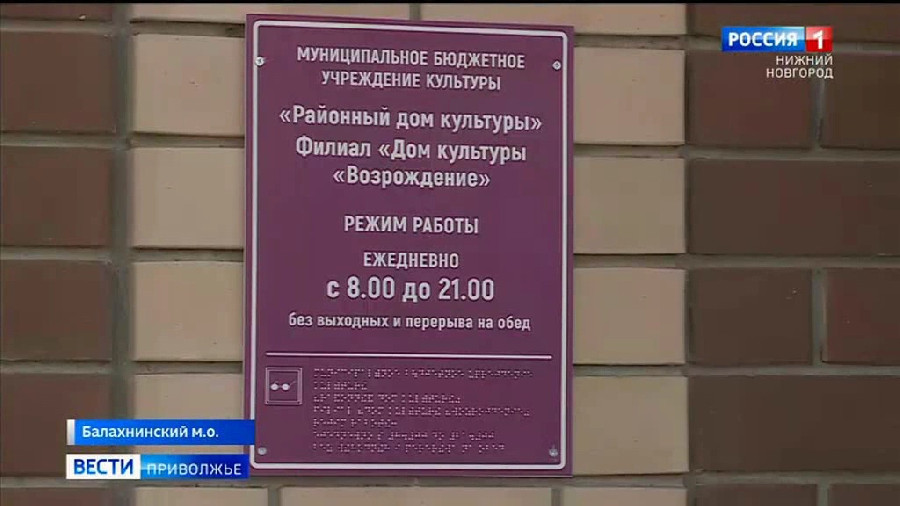 РОССИЯ 1
НИЖНИЙ
НОВГОРОД
МУНИЦИПАЛЬНОЕ БЮДЖЕТНОЕ
УЧРЕЖДЕНИЕ КУЛЬТУРЫ
«Районный дом культуры»
Филиал «Дом культуры
«Возрождение»
РЕЖИМ РАБОТЫ
ЕЖЕДНЕВНО
с 8.00 до 21.00
без выходных и перерыва на обед
Балахнинский м.о.
ВЕСТИ ПРИВОЛЖЬЕ